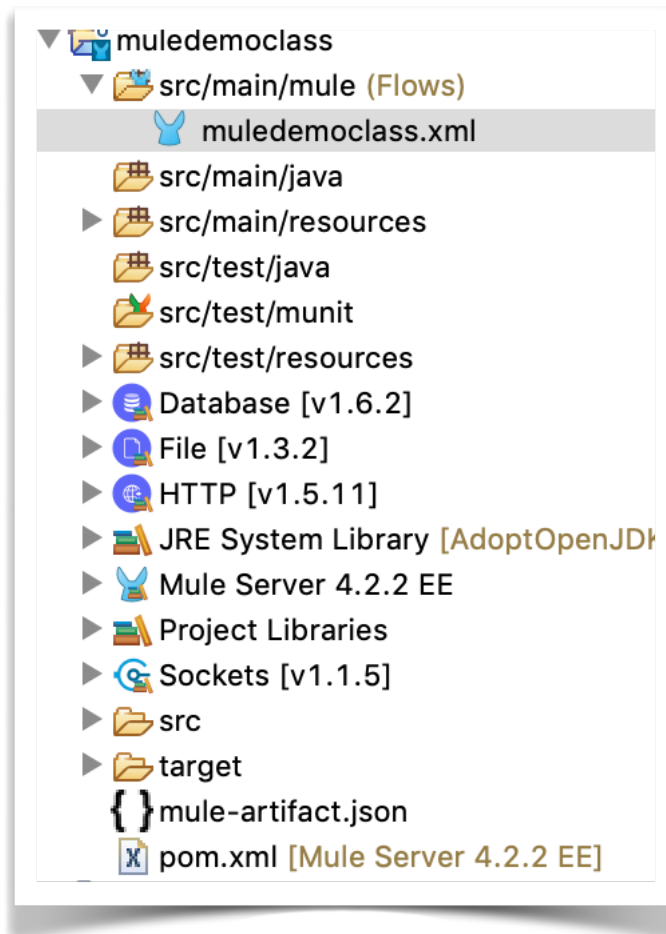 muledemoclass
src/main/mule (Flows)
muledemoclass.xml
src/main/java
src/main/resources
src/test/java
src/test/munit
src/test/resources
Database [v1.6.2]
File [v1.3.2]
HTTP [v1.5.11]
JRE System Library [AdoptOpenJDK
Mule Server 4.2.2 EE
Project Libraries
Sockets [v1.1.5]
src
target
{ } mule-artifact.json
pom.xml [Mule Server 4.2.2 EE]